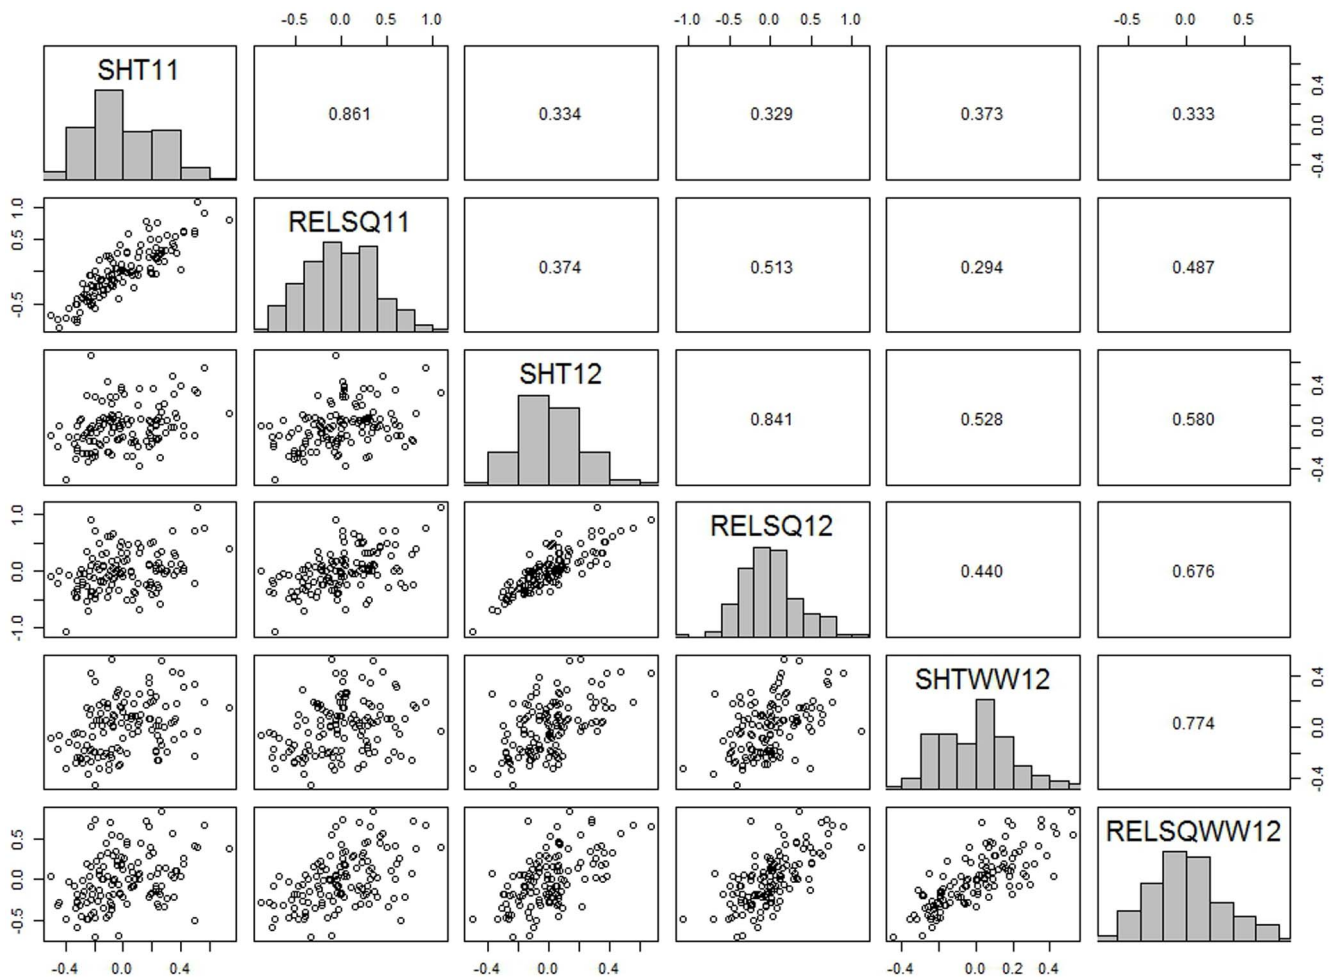 -0.5 0.0 0.5 1.0 -1.0 -0.5 0.0 0.5 1.0 -0.5 0.0 0.5
SHT11 0.861 0.334 0.329 0.373 0.333 -0.4 0.0 0.4
-0.5 0.5 1.0 RELSQ11 0.374 0.513 0.294 0.487
SHT12 0.841 0.528 0.580 -0.4 0.0 0.4
-1.0 0.0 1.0 RELSQ12 0.440 0.676
SHTWW12 0.774 -0.4 0.0 0.4
-0.5 0.0 0.5 RELSQWW12
-0.4 0.0 0.4 -0.4 0.0 0.4 -0.4 0.0 0.2 0.4